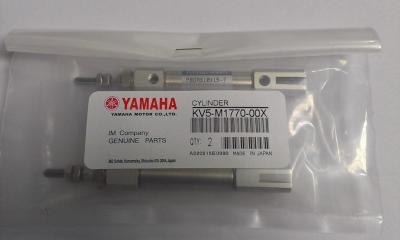 YAMAHA
YAMAHA MOTOR CO.,LTD.
IM Company
GENUINE PARTS
CYLINDER
KV5-M1770-00X
QTY: 2
MADE IN JAPAN